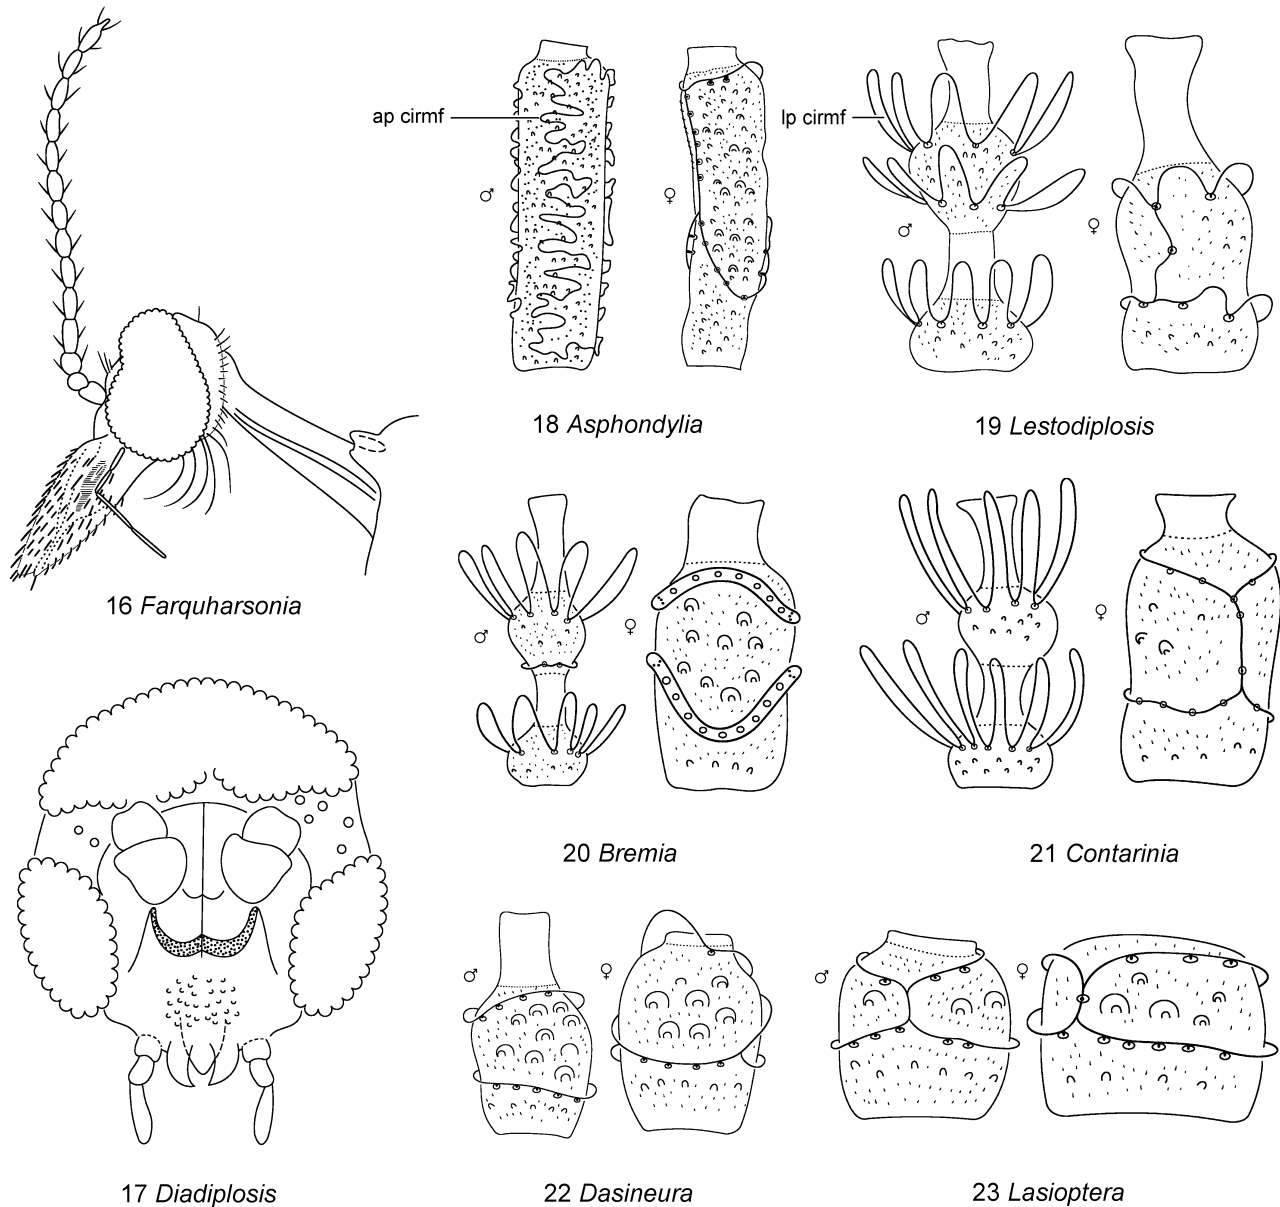 ap cirmf
♂
♀
18 Asphondylia
lp cirmf
♂
♀
19 Lestodiplosis
16 Farquharsonia
♂
♀
20 Bremia
♂
♀
21 Contarinia
17 Diadiplosis
♂
♀
22 Dasineura
♂
♀
23 Lasioptera